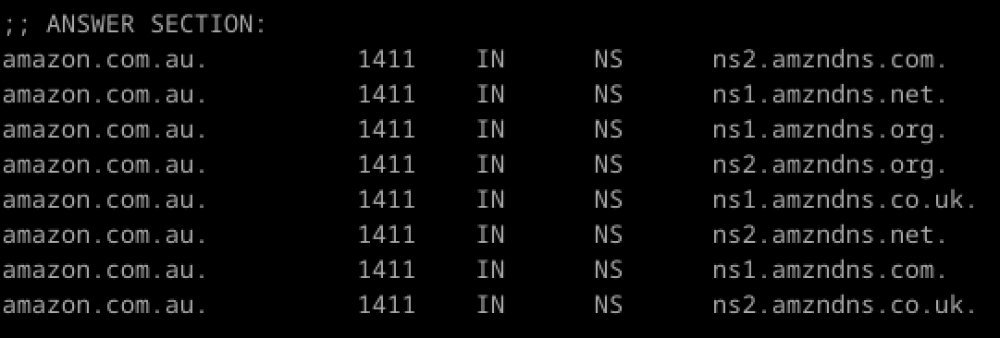 ;; ANSWER SECTION:
amazon.com.au. 1411 IN NS ns2.amzndns.com.
amazon.com.au. 1411 IN NS ns1.amzndns.net.
amazon.com.au. 1411 IN NS ns1.amzndns.org.
amazon.com.au. 1411 IN NS ns2.amzndns.org.
amazon.com.au. 1411 IN NS ns1.amzndns.co.uk.
amazon.com.au. 1411 IN NS ns2.amzndns.net.
amazon.com.au. 1411 IN NS ns1.amzndns.com.
amazon.com.au. 1411 IN NS ns2.amzndns.co.uk.